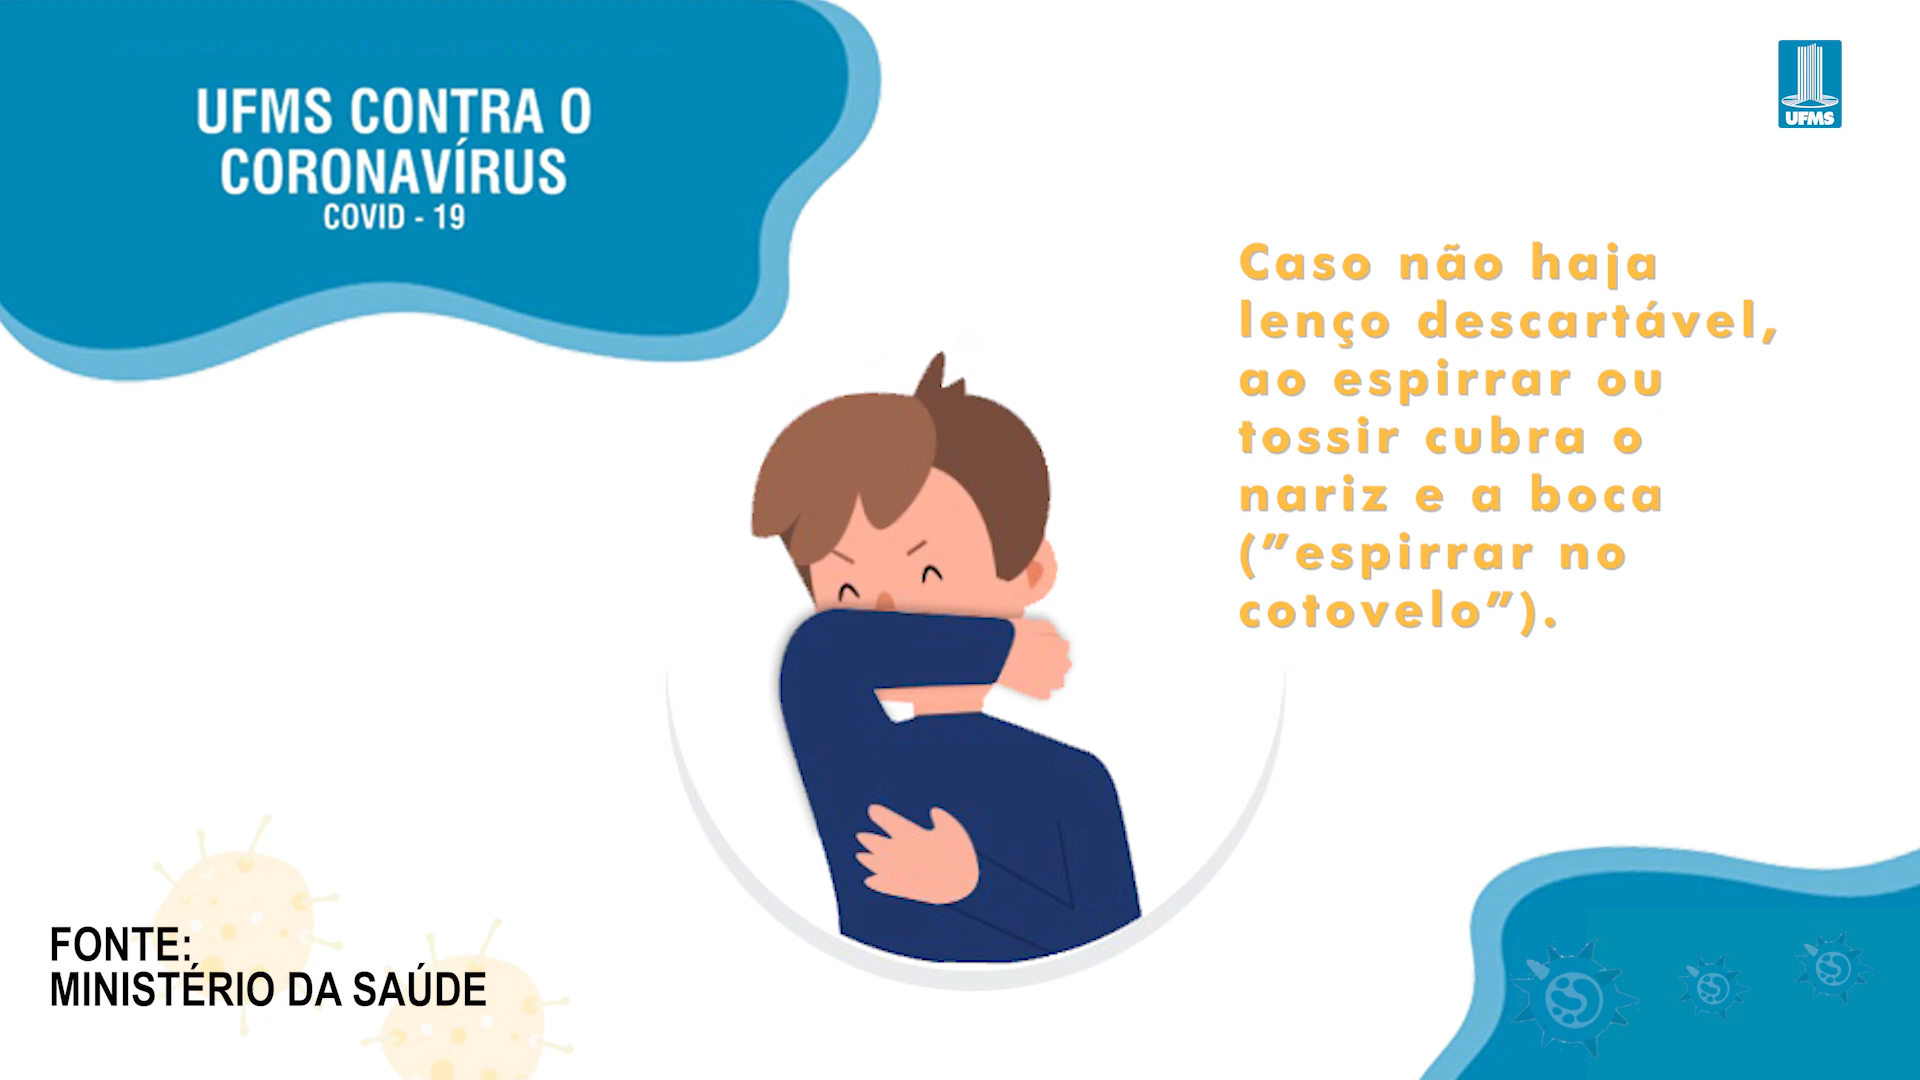 UFMS CONTRA O
CORONAVÍRUS
COVID - 19
UFMS
Caso não haja
lenço descartável,
ao espirrar ou
tossir cubra o
nariz e a boca
(”espirrar no
cotovelo”).
FONTE:
MINISTÉRIO DA SAÚDE